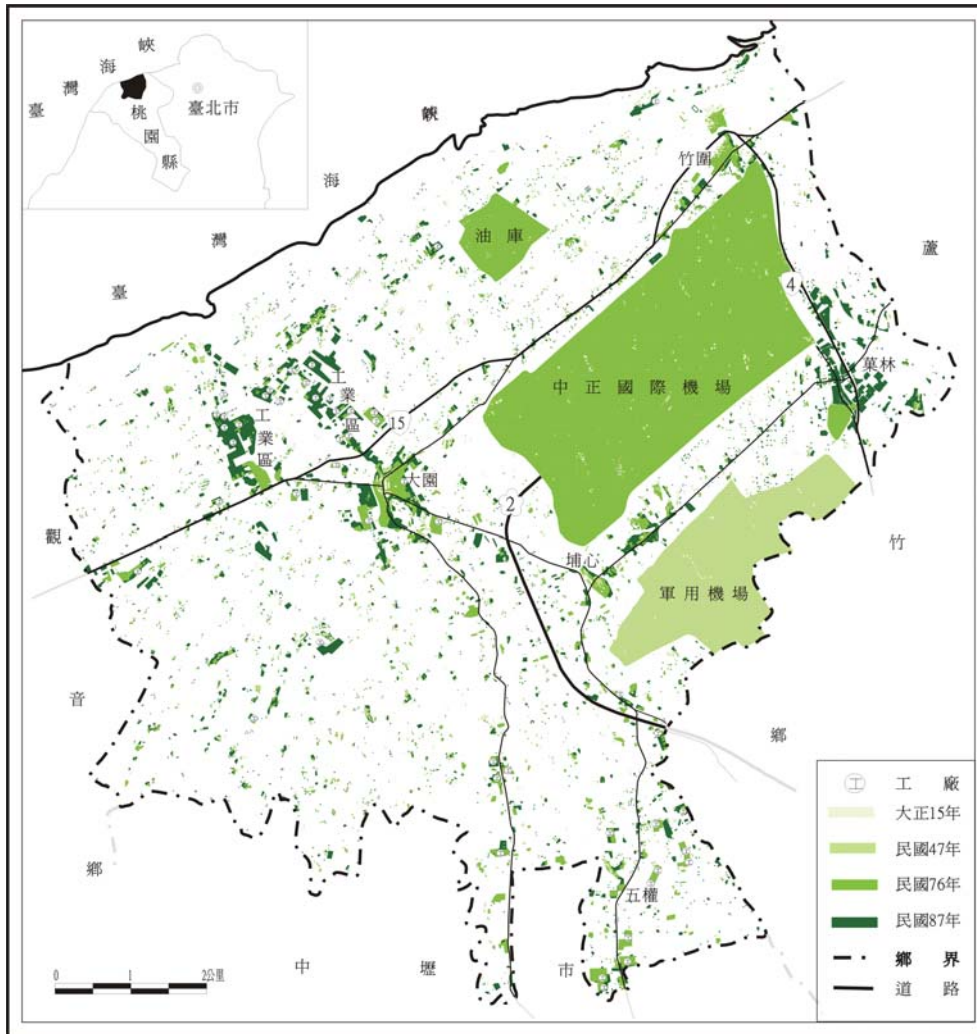 臺灣海峽
桃園縣
臺北市
臺灣海峽
竹圍
油庫
蘆竹鄉
4
菓林
中正國際機場
工業區
工業區
15
大園
2
觀音鄉
埔心
軍用機場
五權
中壢市
0 1 2公里
工 工廠
大正15年
民國47年
民國76年
民國87年
鄉界
道路